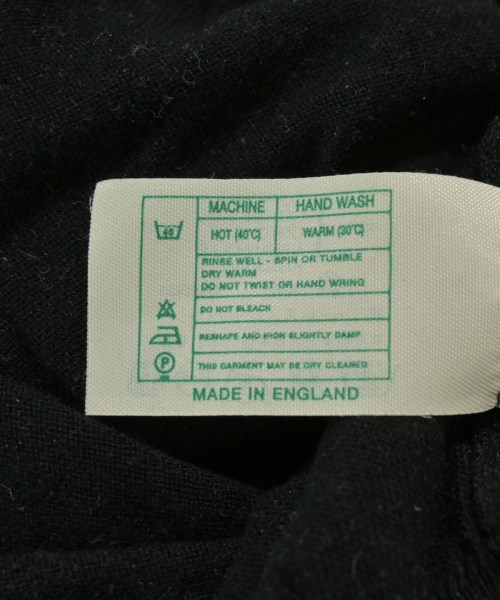 MACHINE HAND WASH
40 HOT (40°C) WARM (30°C)
RINSE WELL - SPIN OR TUMBLE
DRY WARM
DO NOT TWIST OR HAND WRING
DO NOT BLEACH
RESHAPE AND IRON SLIGHTLY DAMP
P THIS GARMENT MAY BE DRY CLEANED
MADE IN ENGLAND